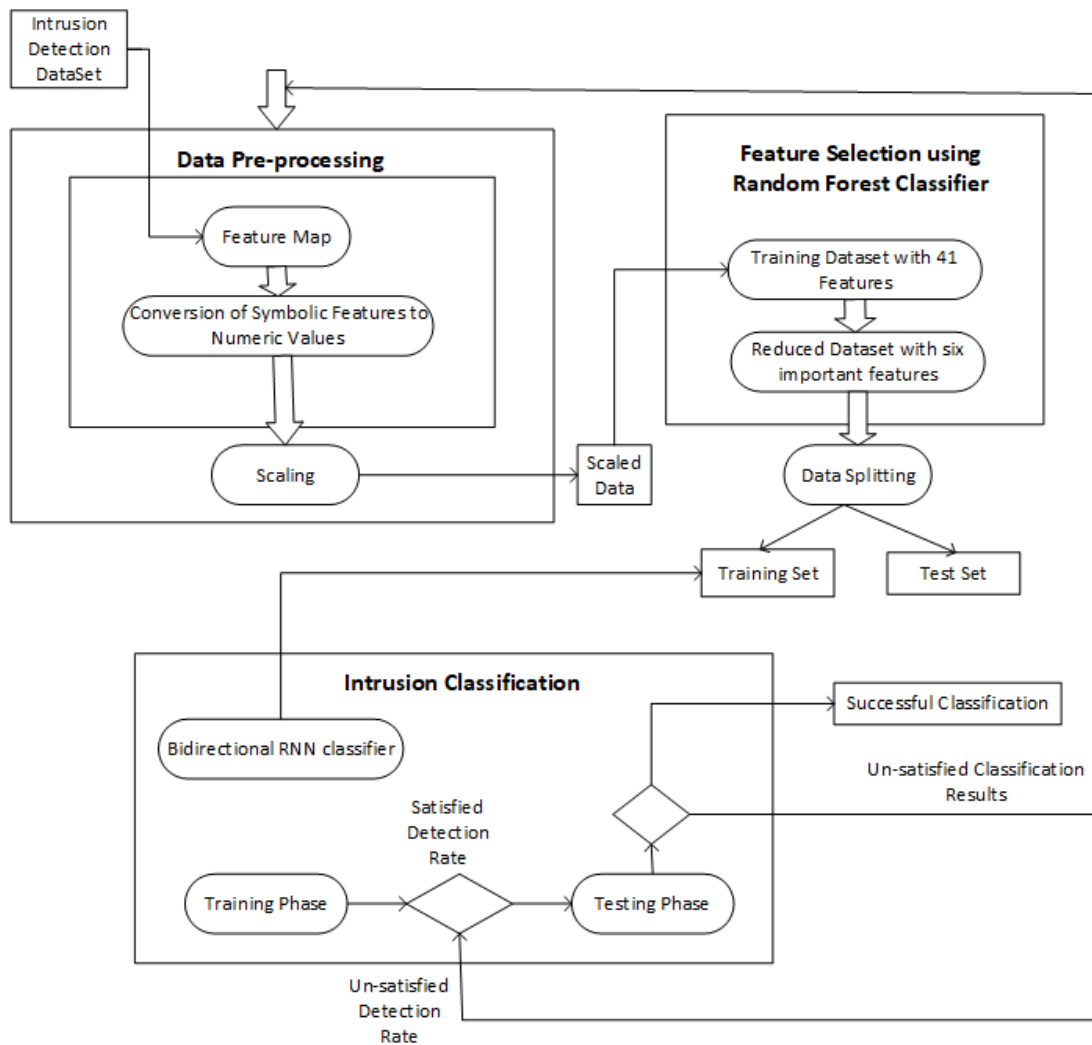 Intrusion
Detection
DataSet
Data Pre-processing
Feature Map
Conversion of Symbolic Features to
Numeric Values
Scaling
Scaled
Data
Feature Selection using
Random Forest Classifier
Training Dataset with 41
Features
Reduced Dataset with six
important features
Data Splitting
Training Set
Test Set
Intrusion Classification
Bidirectional RNN classifier
Successful Classification
Un-satisfied Classification
Results
Satisfied
Detection
Rate
Training Phase
Testing Phase
Un-satisfied
Detection
Rate